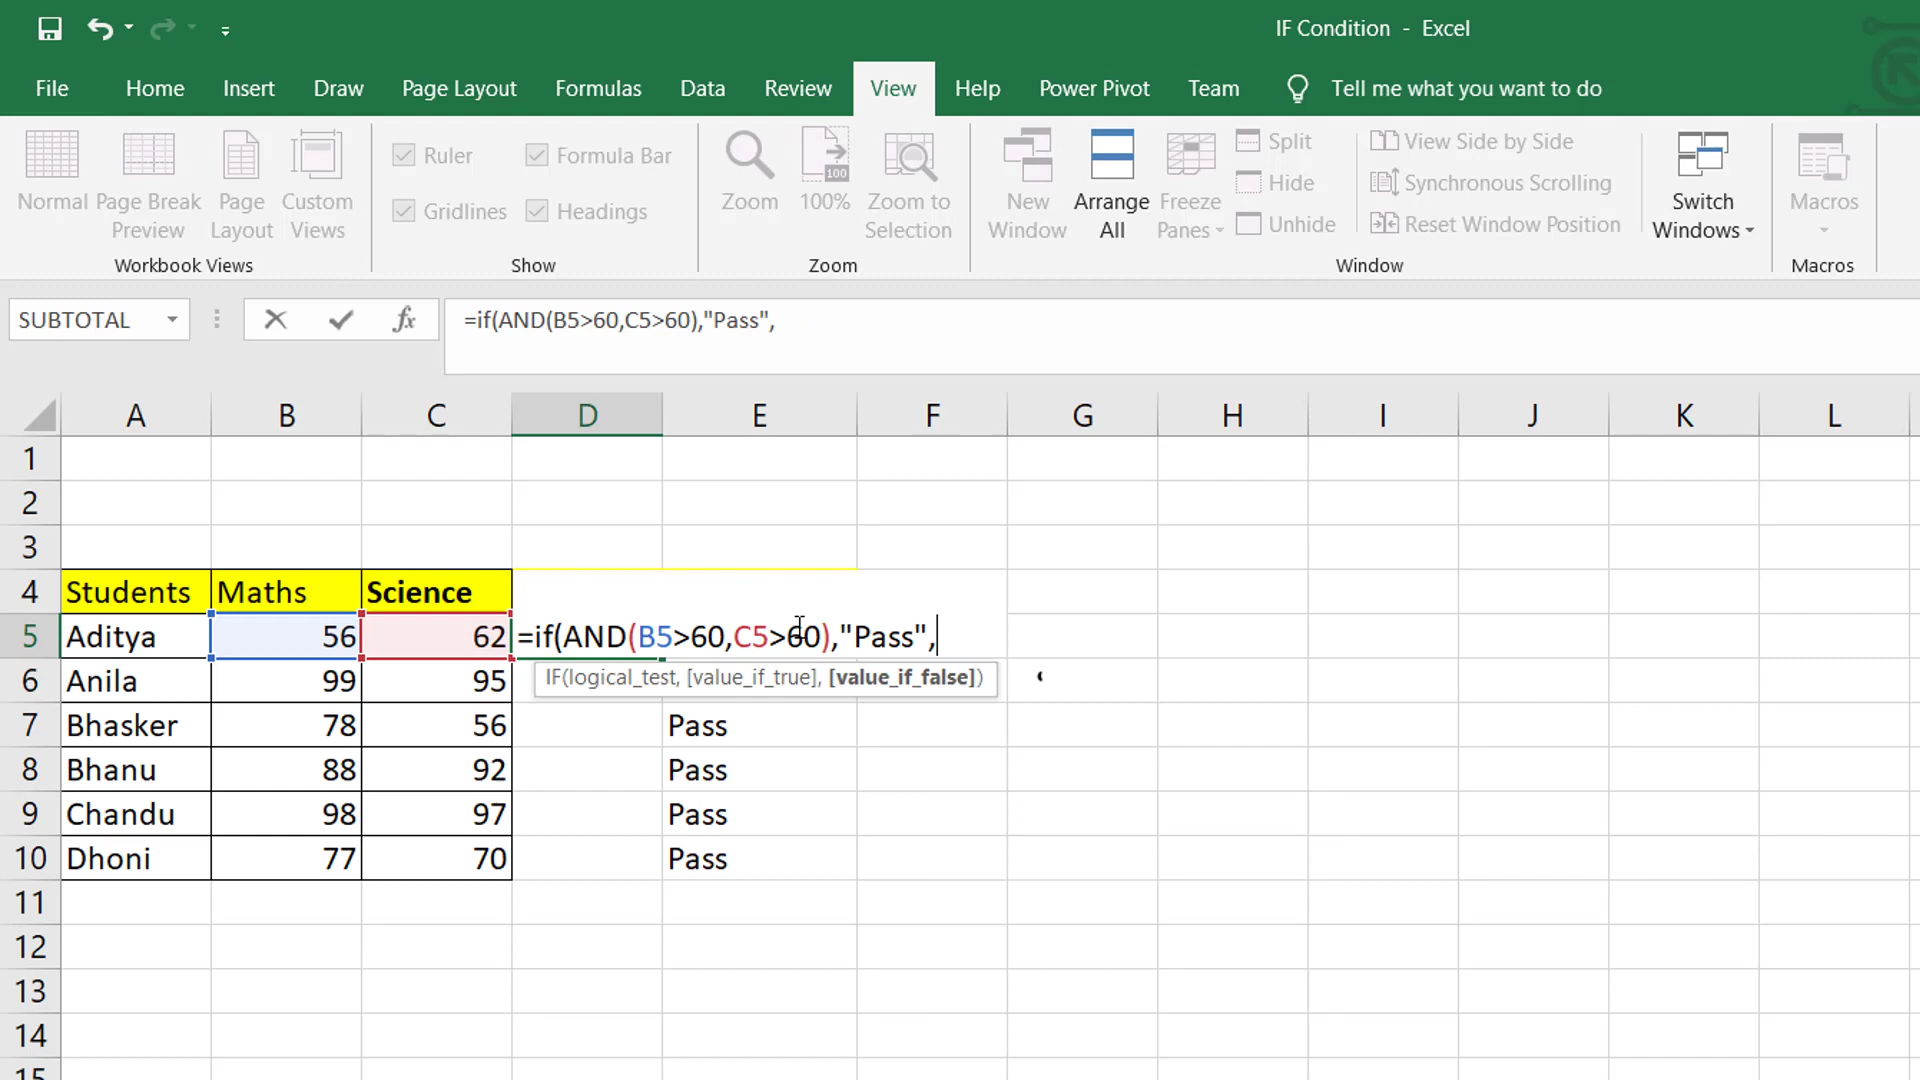 IF Condition - Excel
File Home Insert Draw Page Layout Formulas Data Review View Help Power Pivot Team Tell me what you want to do
Normal Page Break Preview Page Layout Custom Views
Workbook Views
Ruler Formula Bar
Gridlines Headings
Show
Zoom 100% Zoom to Selection
100
Zoom
New Window Arrange All Freeze Panes
Split
Hide
Unhide
View Side by Side
Synchronous Scrolling
Reset Window Position
Switch Windows
Window
Macros
Macros
SUBTOTAL fx =if(AND(B5>60,C5>60),"Pass",
A B C D E F G H I J K L
1
2
3
4 Students Maths Science
5 Aditya 56 62 =if(AND(B5>60,C5>60),"Pass",
IF(logical_test, [value_if_true], [value_if_false])
6 Anila 99 95
7 Bhasker 78 56 Pass
8 Bhanu 88 92 Pass
9 Chandu 98 97 Pass
10 Dhoni 77 70 Pass
11
12
13
14
15